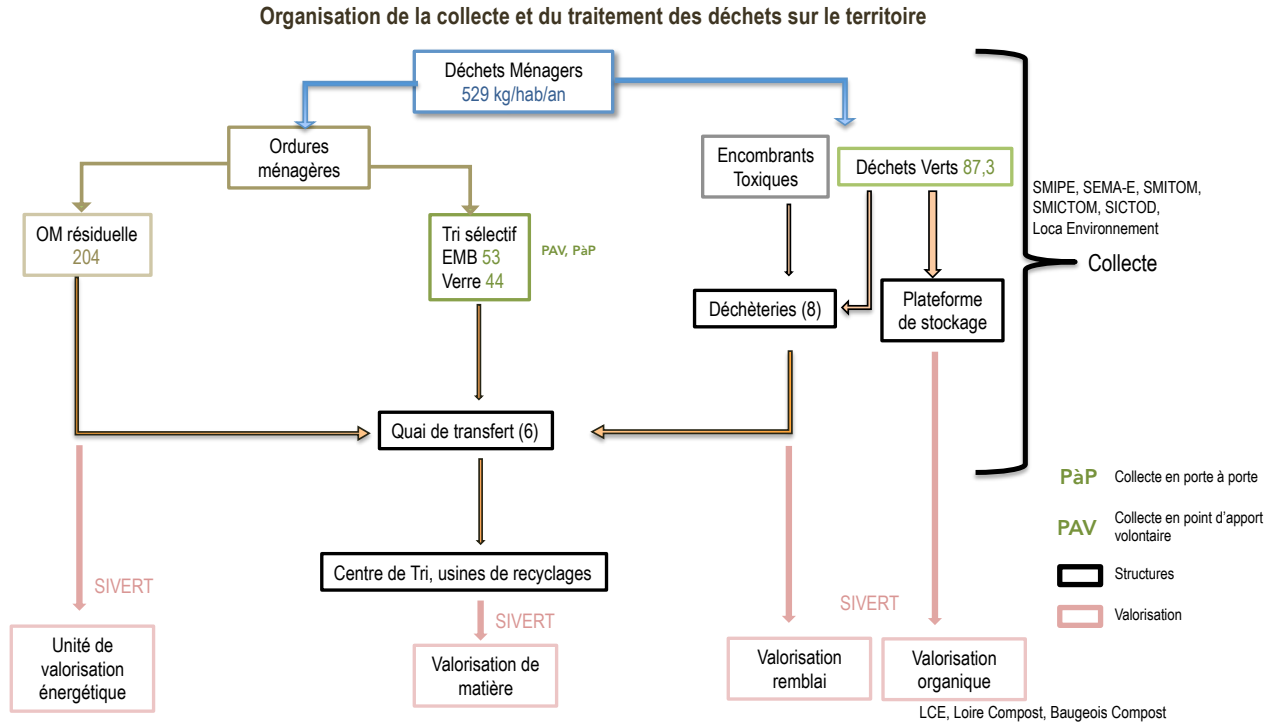 Organisation de la collecte et du traitement des déchets sur le territoire
Déchets Ménagers
529 kg/hab/an
Ordures
ménagères
Encombrants
Toxiques
Déchets Verts 87,3
SMIPE, SEMA-E, SMITOM,
SMICTOM, SICTOD,
Loca Environnement
Collecte
OM résiduelle
204
Tri sélectif
EMB 53
Verre 44
PAV, PàP
Déchèteries (8)
Plateforme
de stockage
Quai de transfert (6)
PàP Collecte en porte à porte
PAV Collecte en point d'apport
volontaire
Structures
Valorisation
Centre de Tri, usines de recyclages
SIVERT
SIVERT
SIVERT
Unité de
valorisation
énergétique
Valorisation de
matière
Valorisation
remblai
Valorisation
organique
LCE, Loire Compost, Baugeois Compost